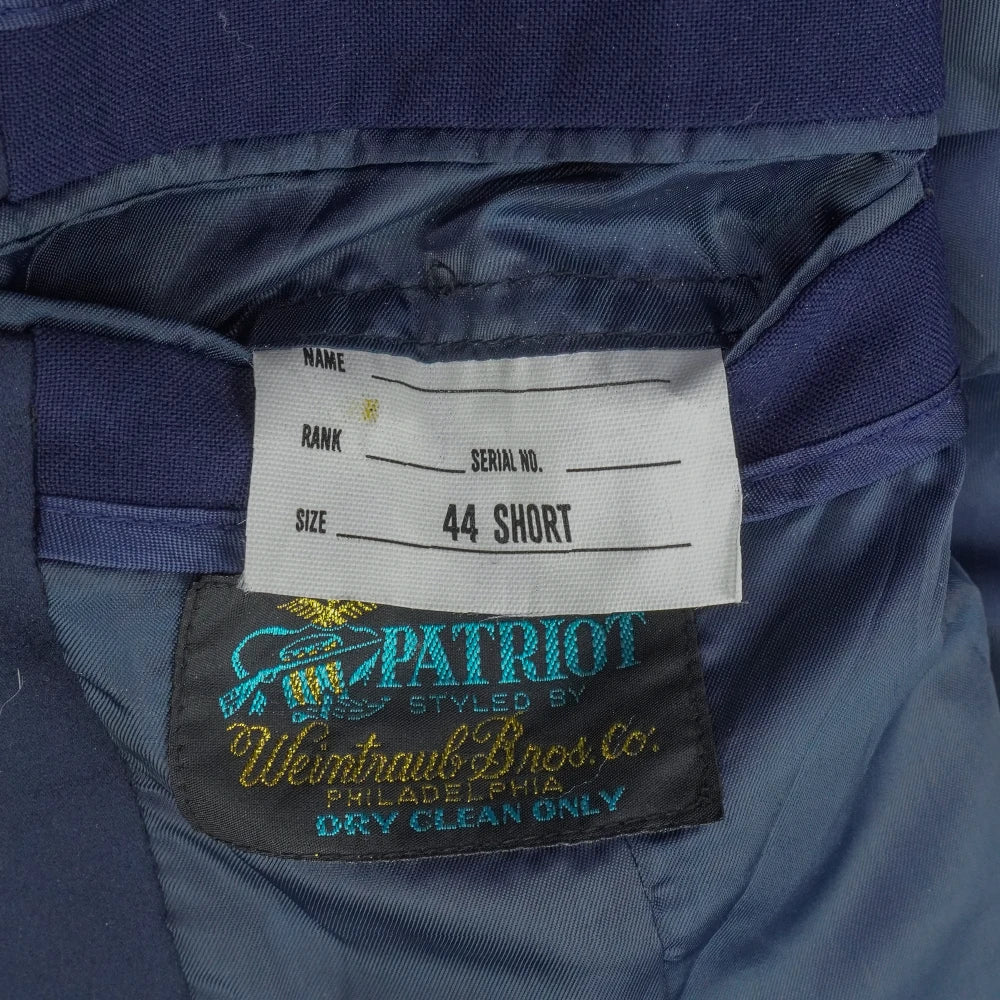 NAME
RANK SERIAL NO.
SIZE 44 SHORT
PATRIOT
STYLED BY
Weintraub Bros. Co.
PHILADELPHIA
DRY CLEAN ONLY